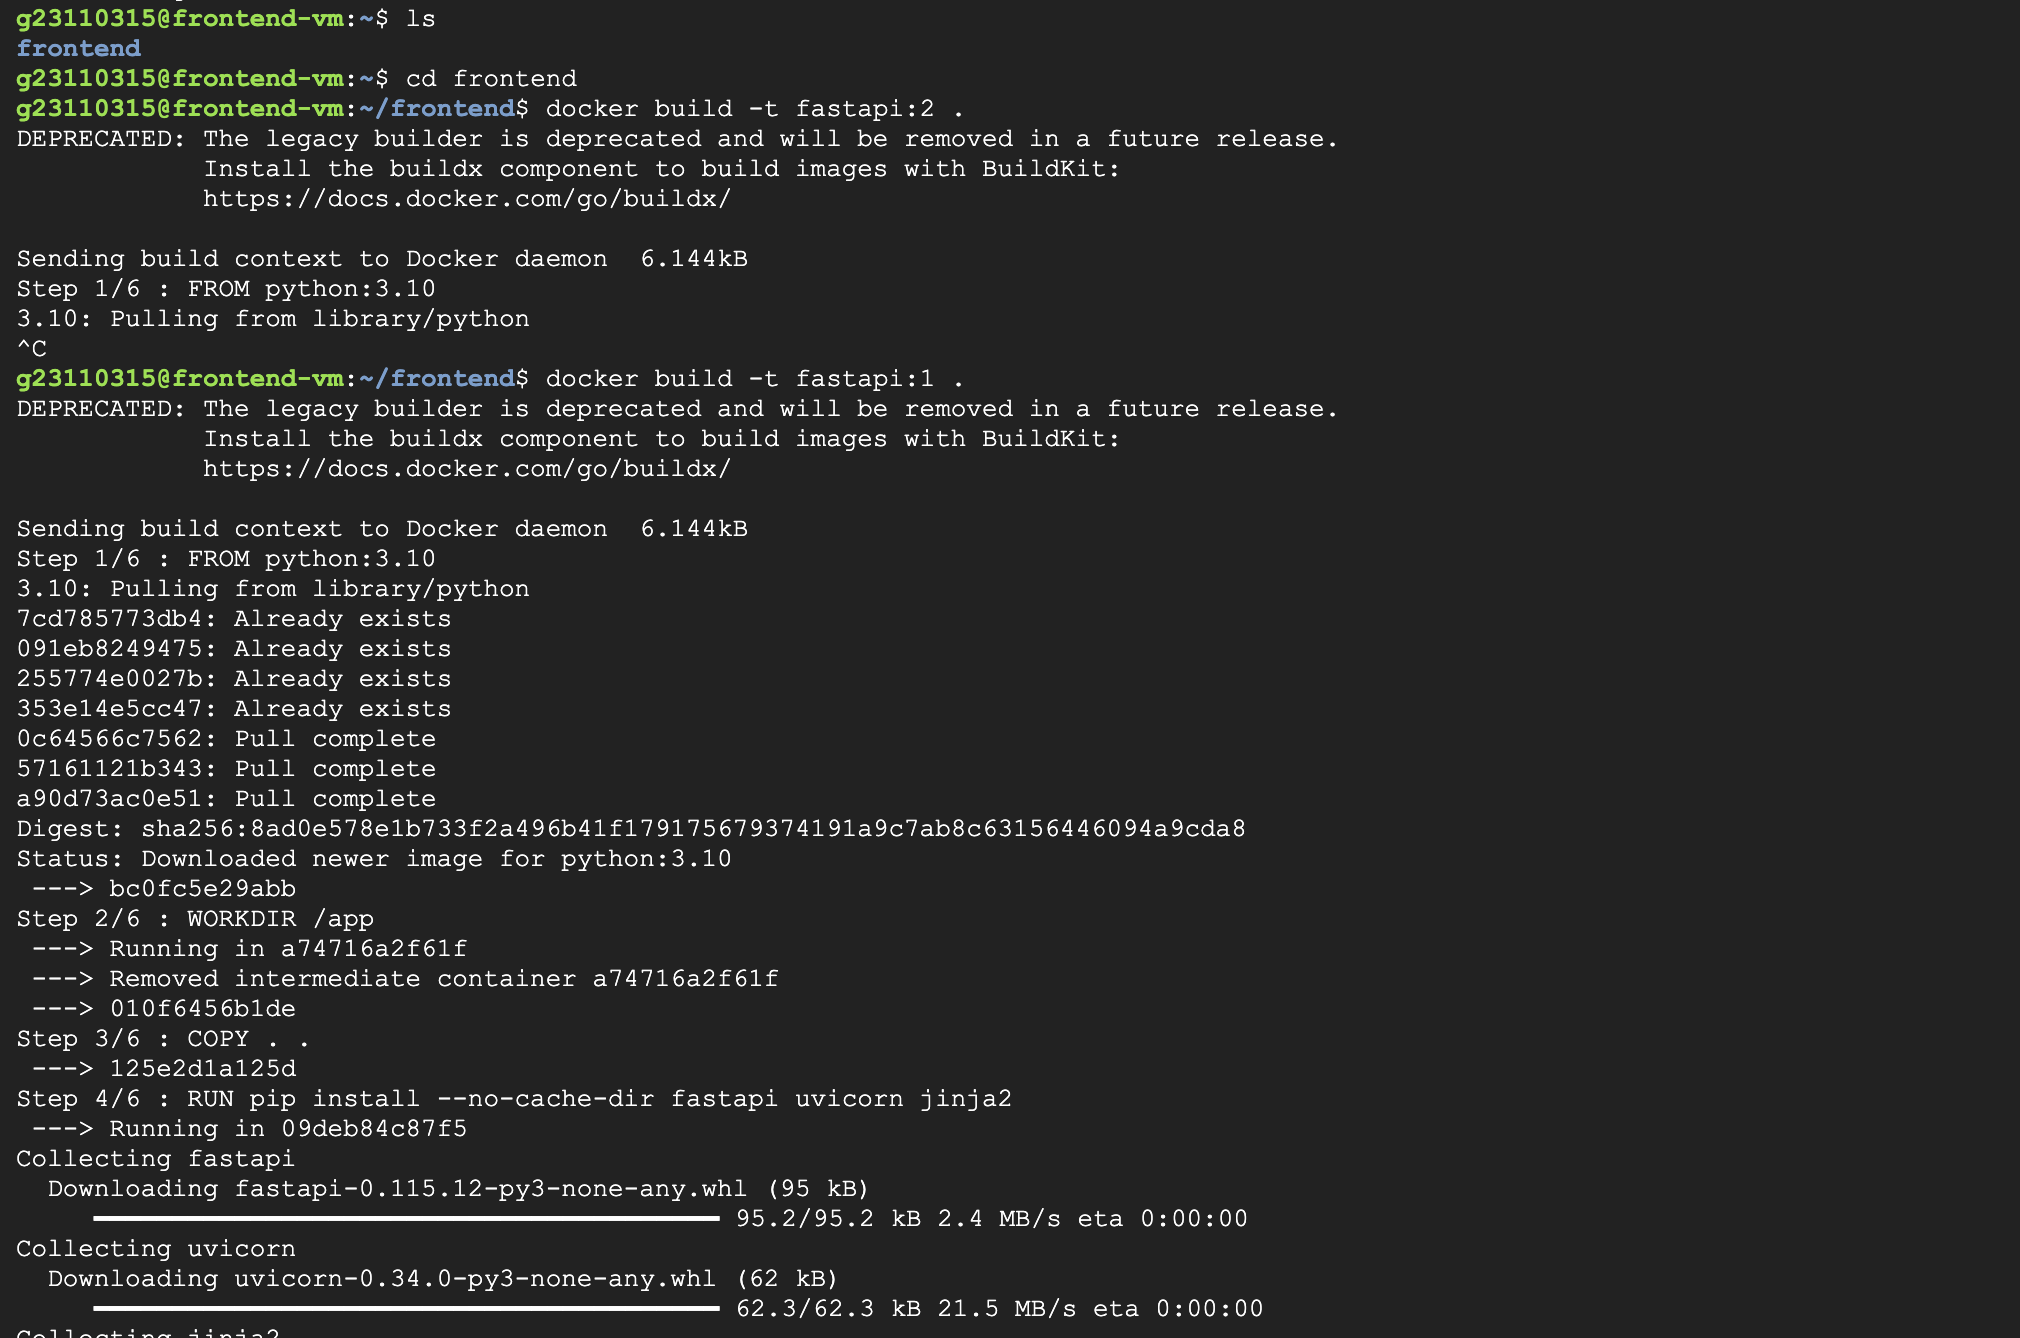 g23110315@frontend-vm:~$ ls
frontend
g23110315@frontend-vm:~$ cd frontend
g23110315@frontend-vm:~/frontend$ docker build -t fastapi:2 .
DEPRECATED: The legacy builder is deprecated and will be removed in a future release.
            Install the buildx component to build images with BuildKit:
            https://docs.docker.com/go/buildx/

Sending build context to Docker daemon  6.144kB
Step 1/6 : FROM python:3.10
3.10: Pulling from library/python
^C
g23110315@frontend-vm:~/frontend$ docker build -t fastapi:1 .
DEPRECATED: The legacy builder is deprecated and will be removed in a future release.
            Install the buildx component to build images with BuildKit:
            https://docs.docker.com/go/buildx/

Sending build context to Docker daemon  6.144kB
Step 1/6 : FROM python:3.10
3.10: Pulling from library/python
7cd785773db4: Already exists
091eb8249475: Already exists
255774e0027b: Already exists
353e14e5cc47: Already exists
0c64566c7562: Pull complete
57161121b343: Pull complete
a90d73ac0e51: Pull complete
Digest: sha256:8ad0e578e1b733f2a496b41f179175679374191a9c7ab8c63156446094a9cda8
Status: Downloaded newer image for python:3.10
 ---> bc0fc5e29abb
Step 2/6 : WORKDIR /app
 ---> Running in a74716a2f61f
 ---> Removed intermediate container a74716a2f61f
 ---> 010f6456b1de
Step 3/6 : COPY . .
 ---> 125e2d1a125d
Step 4/6 : RUN pip install --no-cache-dir fastapi uvicorn jinja2
 ---> Running in 09deb84c87f5
Collecting fastapi
  Downloading fastapi-0.115.12-py3-none-any.whl (95 kB)
     95.2/95.2 kB 2.4 MB/s eta 0:00:00
Collecting uvicorn
  Downloading uvicorn-0.34.0-py3-none-any.whl (62 kB)
     62.3/62.3 kB 21.5 MB/s eta 0:00:00
Collecting jinja2